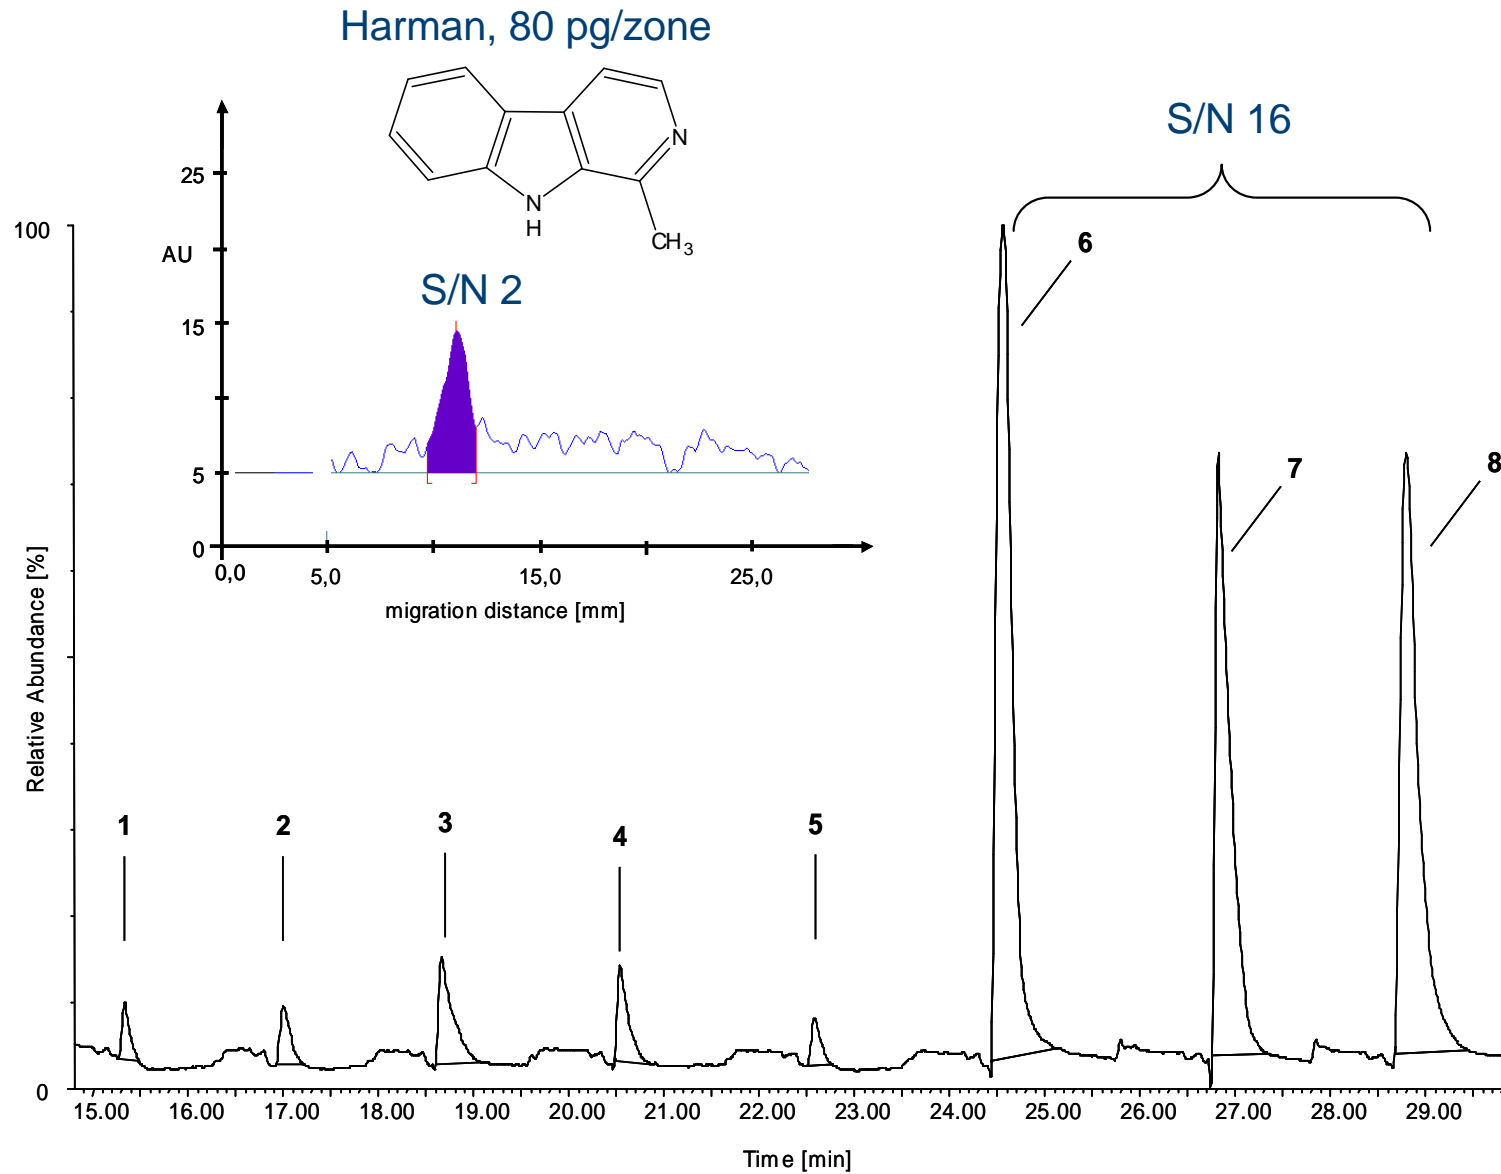 Harman, 80 pg/zone
N
N
H
CH3
S/N 16
S/N 2
AU
25
15
5
0
0,0 5,0 15,0 25,0
migration distance [mm]
100
0
Relative Abundance [%]
1
2
3
4
5
6
7
8
15.00 16.00 17.00 18.00 19.00 20.00 21.00 22.00 23.00 24.00 25.00 26.00 27.00 28.00 29.00
Time [min]